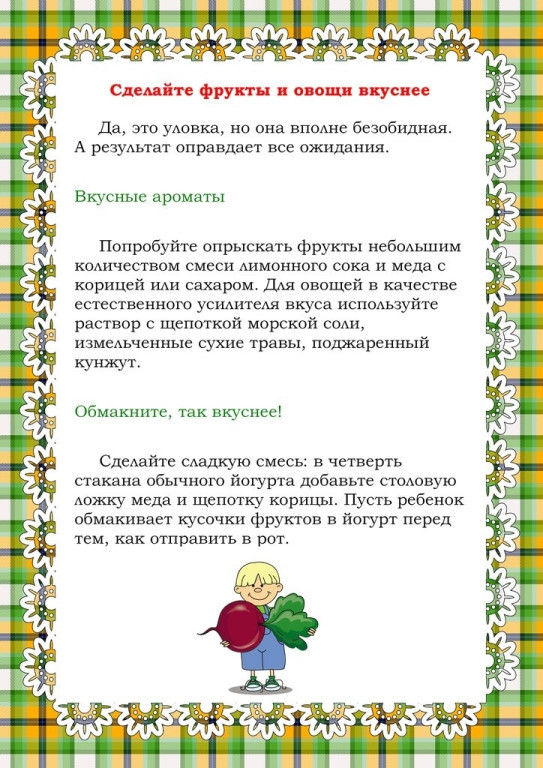 Сделайте фрукты и овощи вкуснее
Да, это уловка, но она вполне безобидная.
А результат оправдает все ожидания.
Вкусные ароматы
Попробуйте опрыскать фрукты небольшим
количеством смеси лимонного сока и меда с
корицей или сахаром. Для овощей в качестве
естественного усилителя вкуса используйте
раствор с щепоткой морской соли,
измельченные сухие травы, поджаренный
кунжут.
Обмакните, так вкуснее!
Сделайте сладкую смесь: в четверть
стакана обычного йогурта добавьте столовую
ложку меда и щепотку корицы. Пусть ребенок
обмакивает кусочки фруктов в йогурт перед
тем, как отправить в рот.